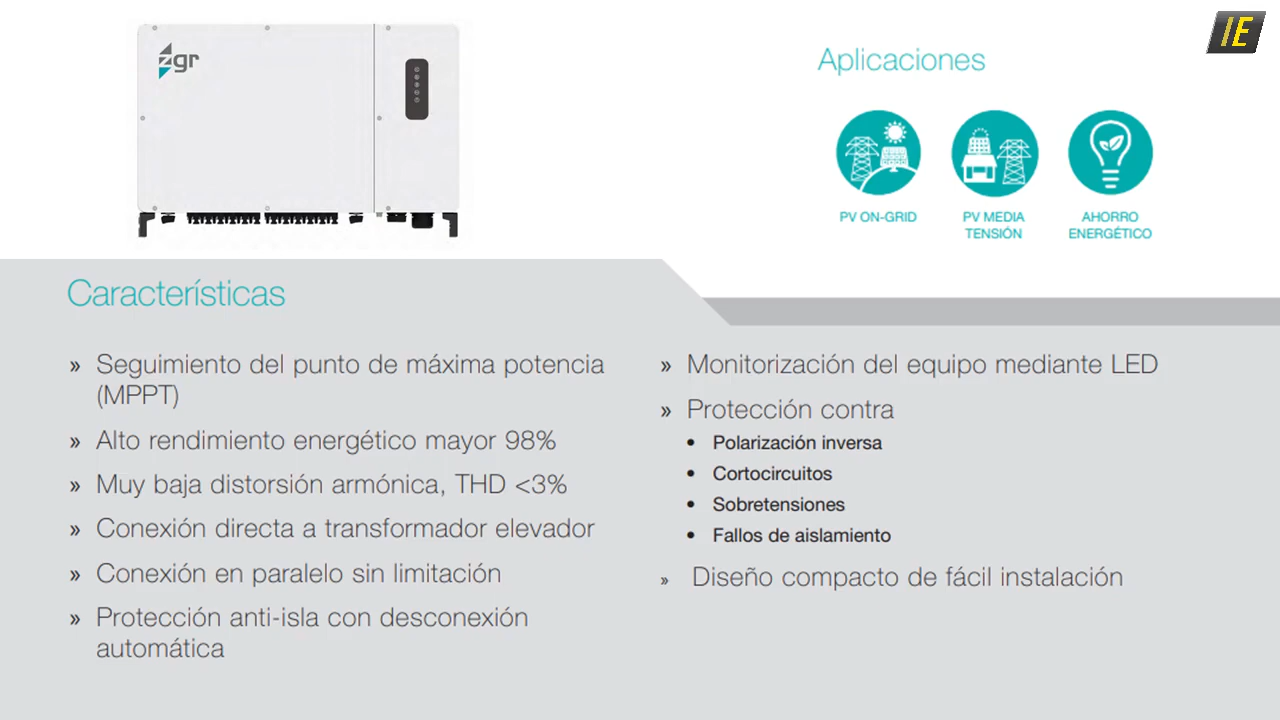 zgr
Aplicaciones
IE
PV ON-GRID
PV MEDIA
TENSIÓN
AHORRO
ENERGÉTICO
Características
» Seguimiento del punto de máxima potencia
(MPPT)
» Alto rendimiento energético mayor 98%
» Muy baja distorsión armónica, THD <3%
» Conexión directa a transformador elevador
» Conexión en paralelo sin limitación
» Protección anti-isla con desconexión
automática
» Monitorización del equipo mediante LED
» Protección contra
• Polarización inversa
• Cortocircuitos
• Sobretensiones
• Fallos de aislamiento
» Diseño compacto de fácil instalación